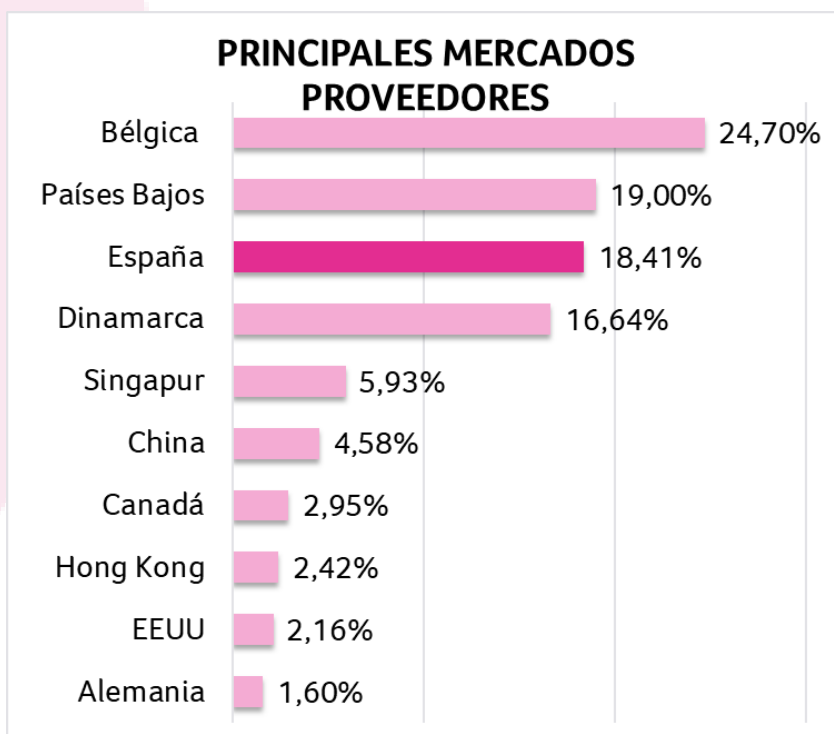 PRINCIPALES MERCADOS
PROVEEDORES
Bélgica 24,70%
Países Bajos 19,00%
España 18,41%
Dinamarca 16,64%
Singapur 5,93%
China 4,58%
Canadá 2,95%
Hong Kong 2,42%
EEUU 2,16%
Alemania 1,60%